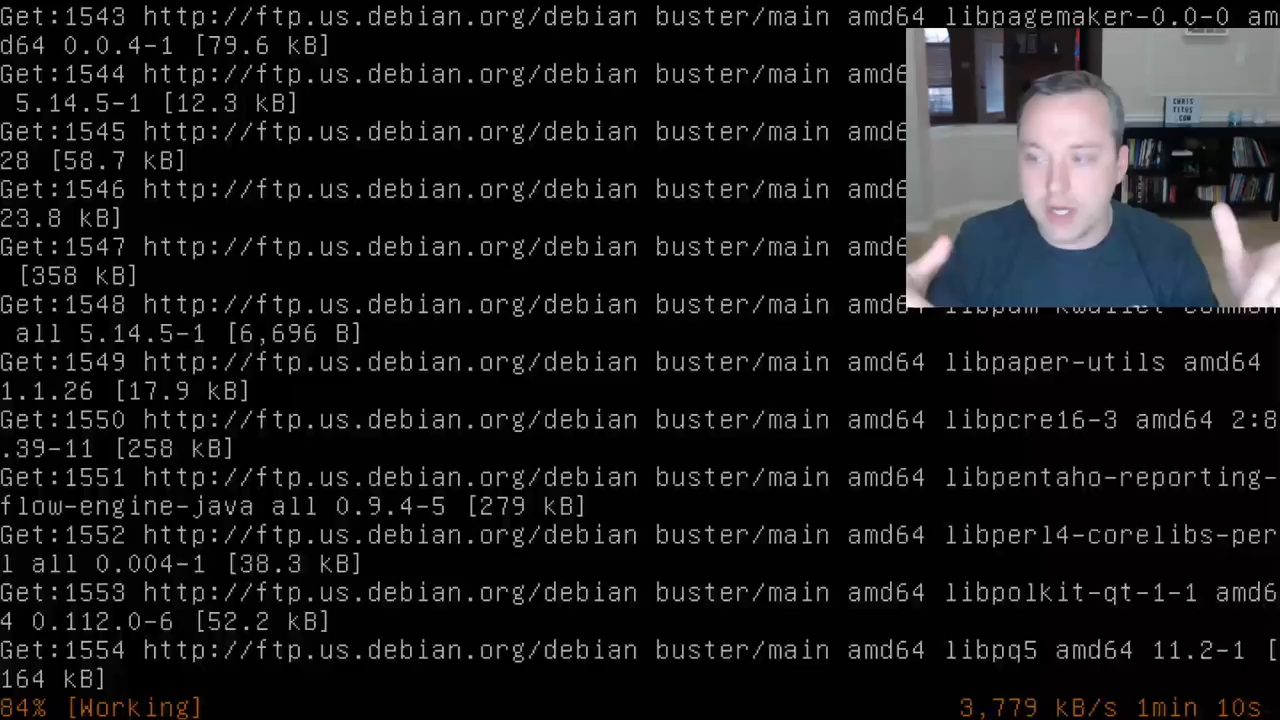 Get:1543 http://ftp.us.debian.org/debian buster/main amd64 libpagemaker-0.0-0 am
d64 0.0.4-1 [79.6 kB]
Get:1544 http://ftp.us.debian.org/debian buster/main amd6
 5.14.5-1 [12.3 kB]
Get:1545 http://ftp.us.debian.org/debian buster/main amd6
28 [58.7 kB]
Get:1546 http://ftp.us.debian.org/debian buster/main amd6
23.8 kB]
Get:1547 http://ftp.us.debian.org/debian buster/main amd6
 [358 kB]
Get:1548 http://ftp.us.debian.org/debian buster/main amd6
 all 5.14.5-1 [6,696 B]
Get:1549 http://ftp.us.debian.org/debian buster/main amd64 libpaper-utils amd64
1.1.26 [17.9 kB]
Get:1550 http://ftp.us.debian.org/debian buster/main amd64 libpcre16-3 amd64 2:8
.39-11 [258 kB]
Get:1551 http://ftp.us.debian.org/debian buster/main amd64 libpentaho-reporting-
flow-engine-java all 0.9.4-5 [279 kB]
Get:1552 http://ftp.us.debian.org/debian buster/main amd64 libperl4-corelibs-per
l all 0.004-1 [38.3 kB]
Get:1553 http://ftp.us.debian.org/debian buster/main amd64 libpolkit-qt-1-1 amd6
4 0.112.0-6 [52.2 kB]
Get:1554 http://ftp.us.debian.org/debian buster/main amd64 libpq5 amd64 11.2-1 [
164 kB]
84% [Working] 3,779 kB/s 1min 10s
CHRIS
TITUS
.COM